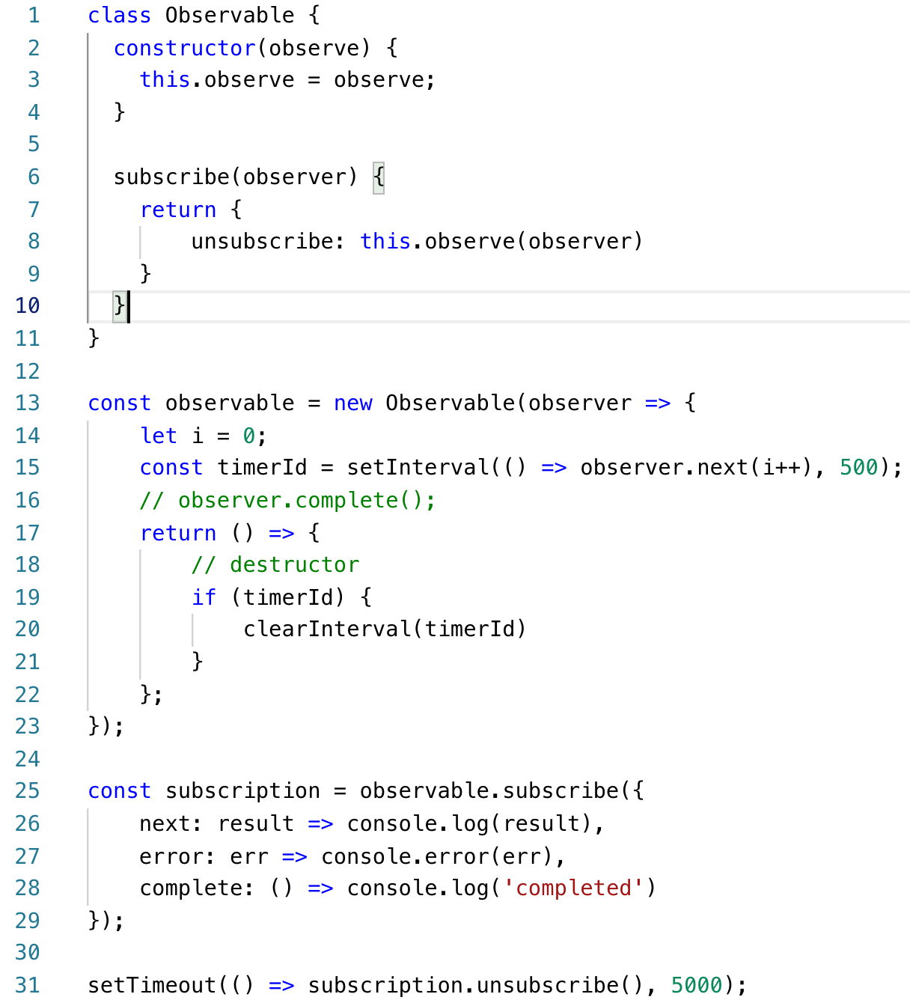 1 class Observable {
2   constructor(observe) {
3     this.observe = observe;
4   }
5
6   subscribe(observer) {
7     return {
8         unsubscribe: this.observe(observer)
9     }
10   }
11 }
12
13 const observable = new Observable(observer => {
14     let i = 0;
15     const timerId = setInterval(() => observer.next(i++), 500);
16     // observer.complete();
17     return () => {
18         // destructor
19         if (timerId) {
20             clearInterval(timerId)
21         }
22     };
23 });
24
25 const subscription = observable.subscribe({
26     next: result => console.log(result),
27     error: err => console.error(err),
28     complete: () => console.log('completed')
29 });
30
31 setTimeout(() => subscription.unsubscribe(), 5000);